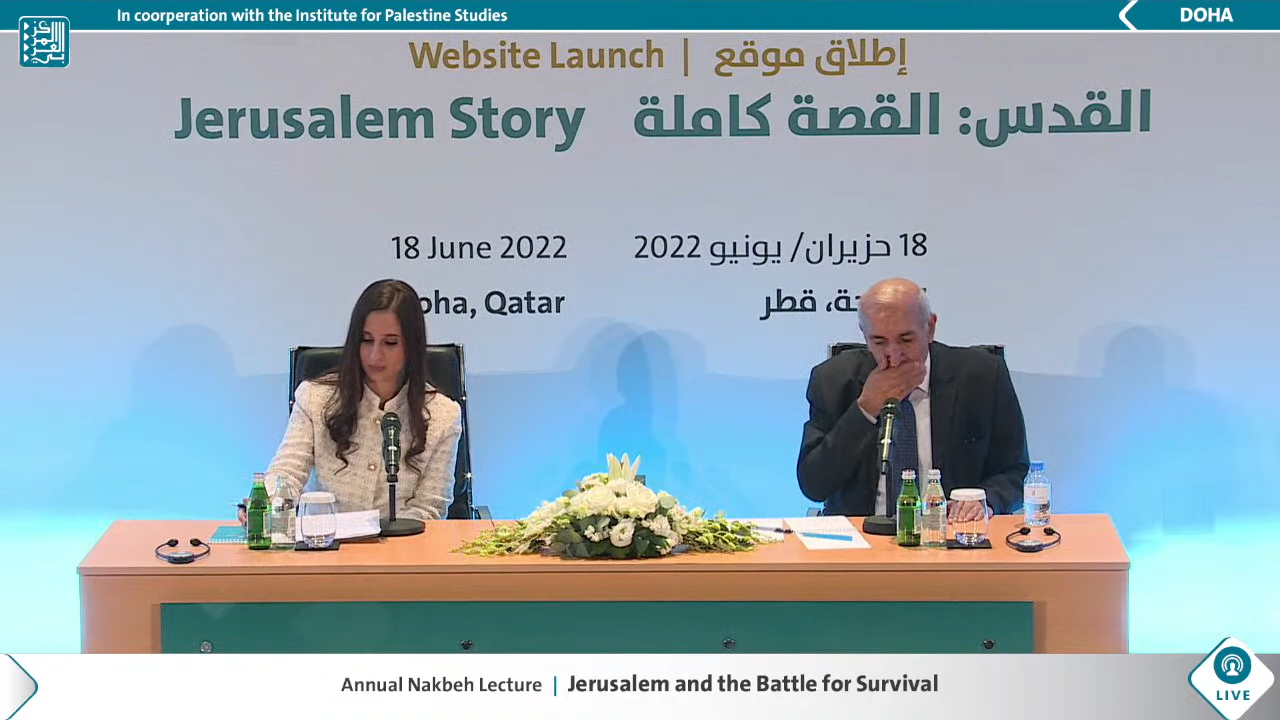 In coorperation with the Institute for Palestine Studies
DOHA
Website Launch | إطلاق موقع
Jerusalem Story القدس: القصة كاملة
18 June 2022 18 حزيران/ يونيو 2022
Qatar قطر
Annual Nakbeh Lecture | Jerusalem and the Battle for Survival
LIVE